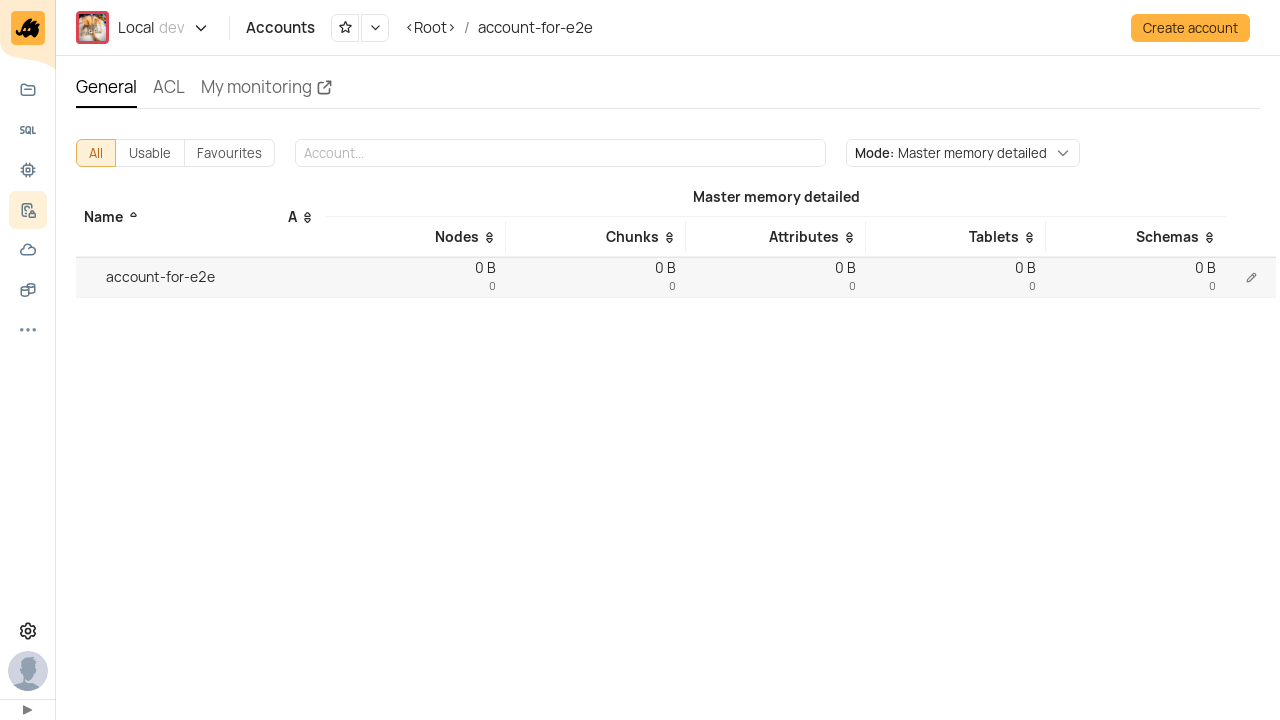 Local dev
Accounts
<Root> / account-for-e2e
Create account
General
ACL
My monitoring
SQL
All
Usable
Favourites
Account...
Mode: Master memory detailed
Name
A
Master memory detailed
Nodes
Chunks
Attributes
Tablets
Schemas
account-for-e2e
0 B
0
0 B
0
0 B
0
0 B
0
0 B
0